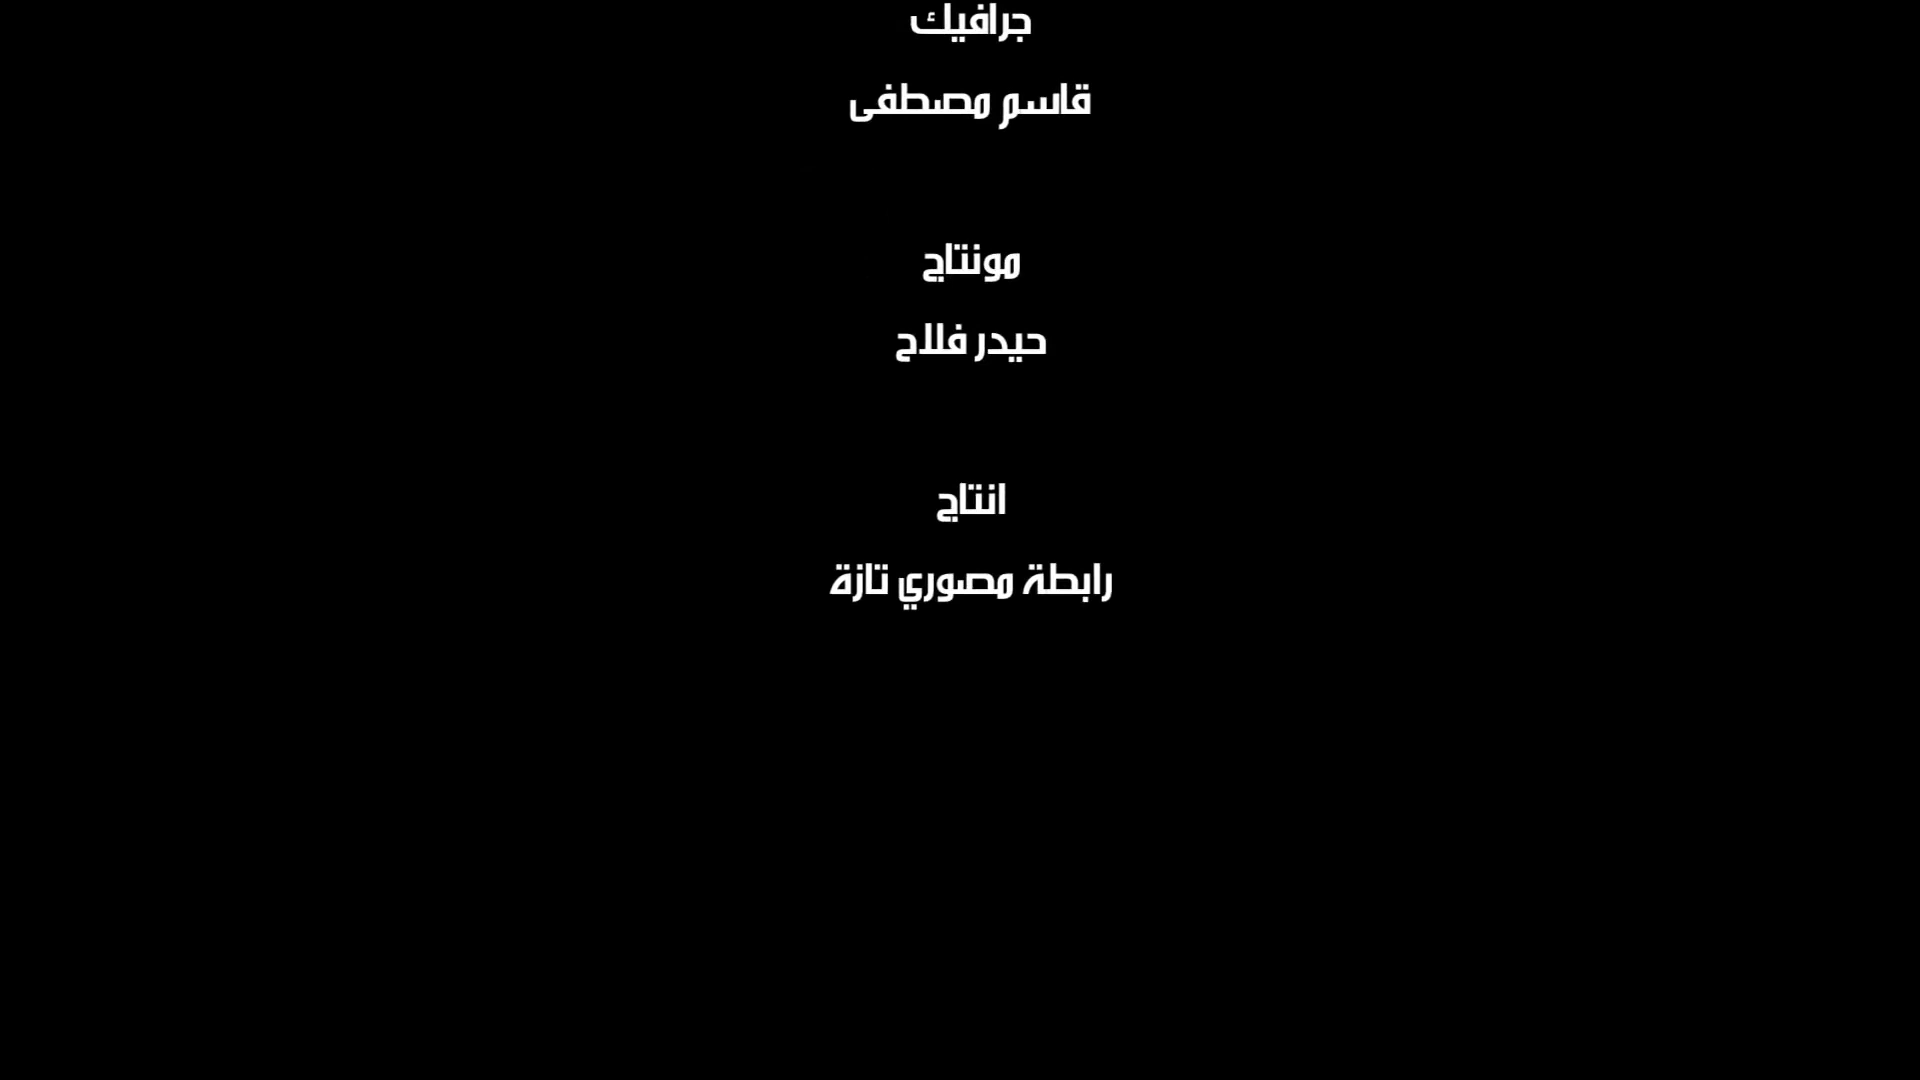 جرافيك
قاسم مصطفى
مونتاج
حيدر فلاح
انتاج
رابطة مصوري تازة